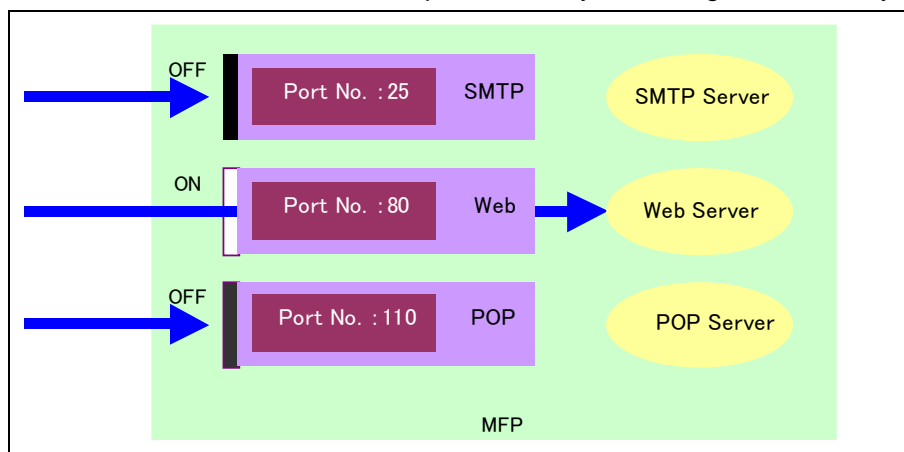 OFF
Port No. :25 SMTP SMTP Server
ON
Port No. :80 Web Web Server
OFF
Port No. :110 POP POP Server
MFP